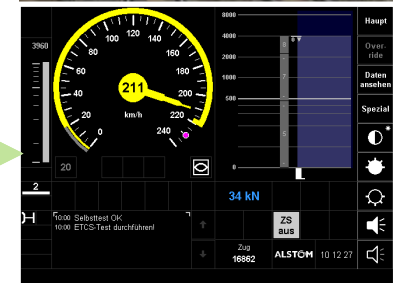 3960
0
20
40
60
80
100
120
140
160
180
200
220
240
211
km/h
20
8000
4000
2000
1000
500
0
8
7
5
Haupt
Over-
ride
Daten
ansehen
Spezial
2
34 kN
10:00 Selbsttest OK
10:00 ETCS-Test durchführen!
ZS
aus
Zug
16862
ALSTOM
10 12 27